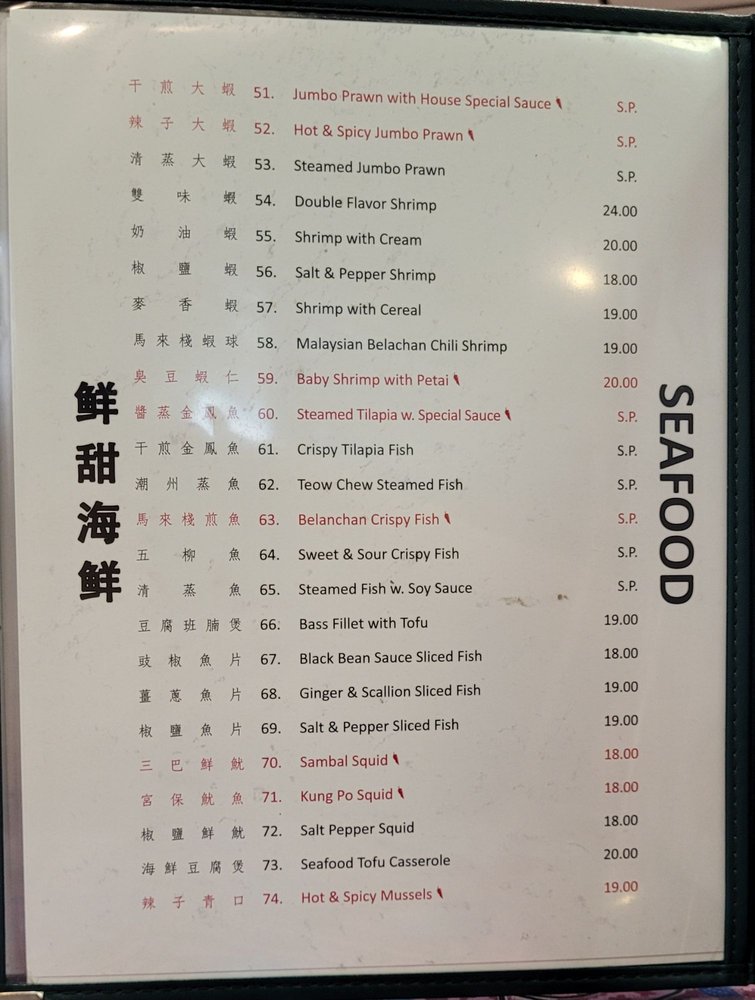 鲜甜海鲜
SEAFOOD
干煎大蝦 51. Jumbo Prawn with House Special Sauce S.P.
辣子大蝦 52. Hot & Spicy Jumbo Prawn S.P.
清蒸大蝦 53. Steamed Jumbo Prawn S.P.
雙味蝦 54. Double Flavor Shrimp 24.00
奶油蝦 55. Shrimp with Cream 20.00
椒鹽蝦 56. Salt & Pepper Shrimp 18.00
麥香蝦 57. Shrimp with Cereal 19.00
馬來棧蝦球 58. Malaysian Belachan Chili Shrimp 19.00
臭豆蝦仁 59. Baby Shrimp with Petai 20.00
醬蒸金鳳魚 60. Steamed Tilapia w. Special Sauce S.P.
干煎金鳳魚 61. Crispy Tilapia Fish S.P.
潮州蒸魚 62. Teow Chew Steamed Fish S.P.
馬來棧煎魚 63. Belanchan Crispy Fish S.P.
五柳魚 64. Sweet & Sour Crispy Fish S.P.
清蒸魚 65. Steamed Fish w. Soy Sauce S.P.
豆腐班腩煲 66. Bass Fillet with Tofu 19.00
豉椒魚片 67. Black Bean Sauce Sliced Fish 18.00
薑蔥魚片 68. Ginger & Scallion Sliced Fish 19.00
椒鹽魚片 69. Salt & Pepper Sliced Fish 19.00
三巴鮮魷 70. Sambal Squid 18.00
宮保魷魚 71. Kung Po Squid 18.00
椒鹽鮮魷 72. Salt Pepper Squid 18.00
海鮮豆腐煲 73. Seafood Tofu Casserole 20.00
辣子青口 74. Hot & Spicy Mussels 19.00